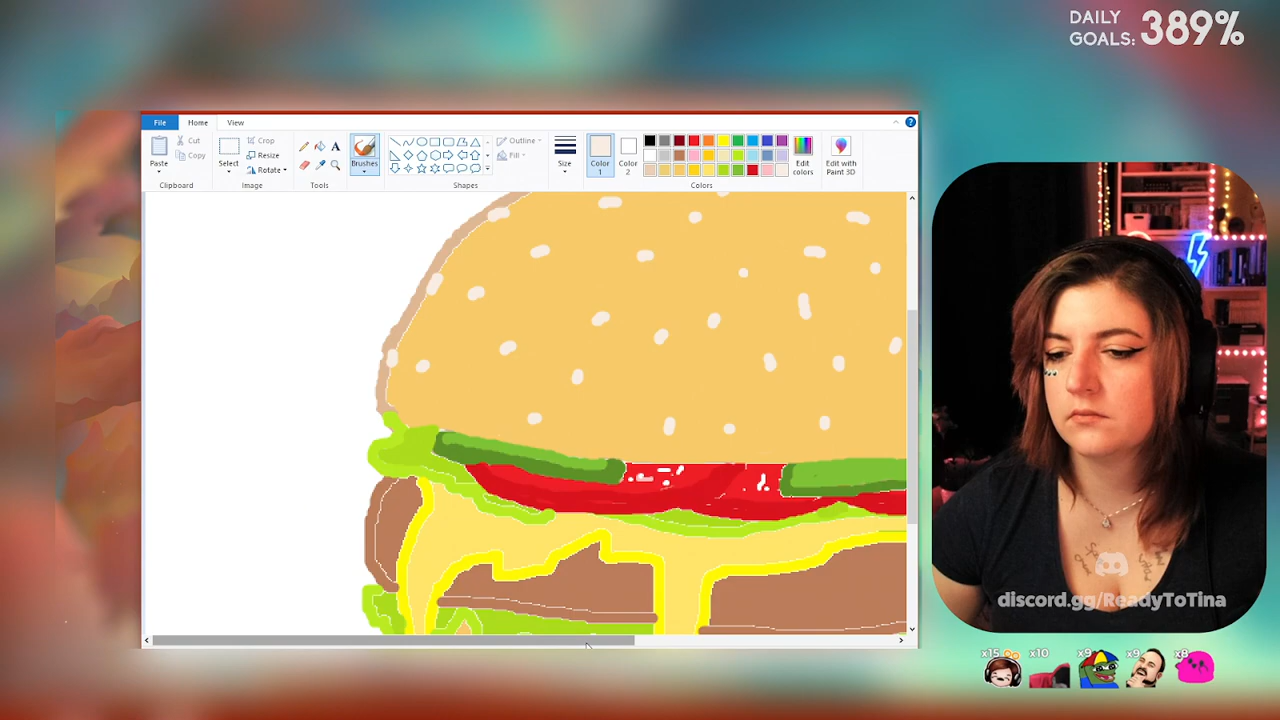 DAILY
GOALS: 389%
File Home View
Paste
Cut
Copy
Clipboard
Select
Crop
Resize
Rotate
Image
A
Tools
Brushes
Outline
Fill
Shapes
Size
Color
1
Color
2
Edit
colors
Colors
Edit with
Paint 3D
discord.gg/ReadyToTina
x15 x10 x9 x9 x8